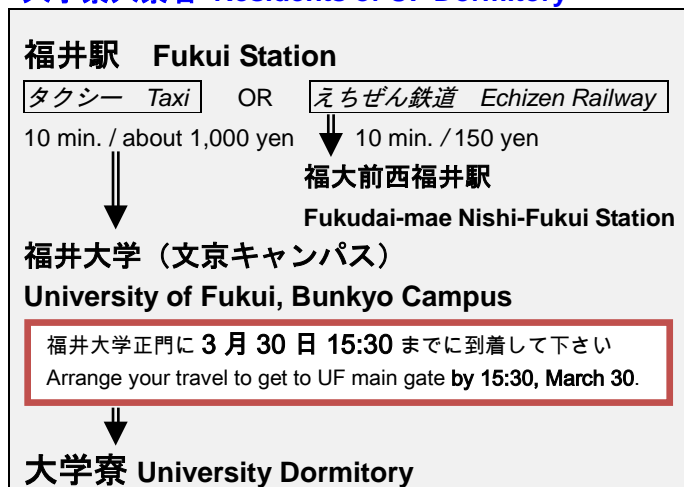 福井駅 Fukui Station
タクシー Taxi OR えちぜん鉄道 Echizen Railway
10 min. / about 1,000 yen 10 min. / 150 yen
福大前西福井駅
Fukudai-mae Nishi-Fukui Station
福井大学（文京キャンパス）
University of Fukui, Bunkyo Campus
福井大学正門に 3 月 30 日 15:30 までに到着して下さい
Arrange your travel to get to UF main gate by 15:30, March 30.
大学寮 University Dormitory